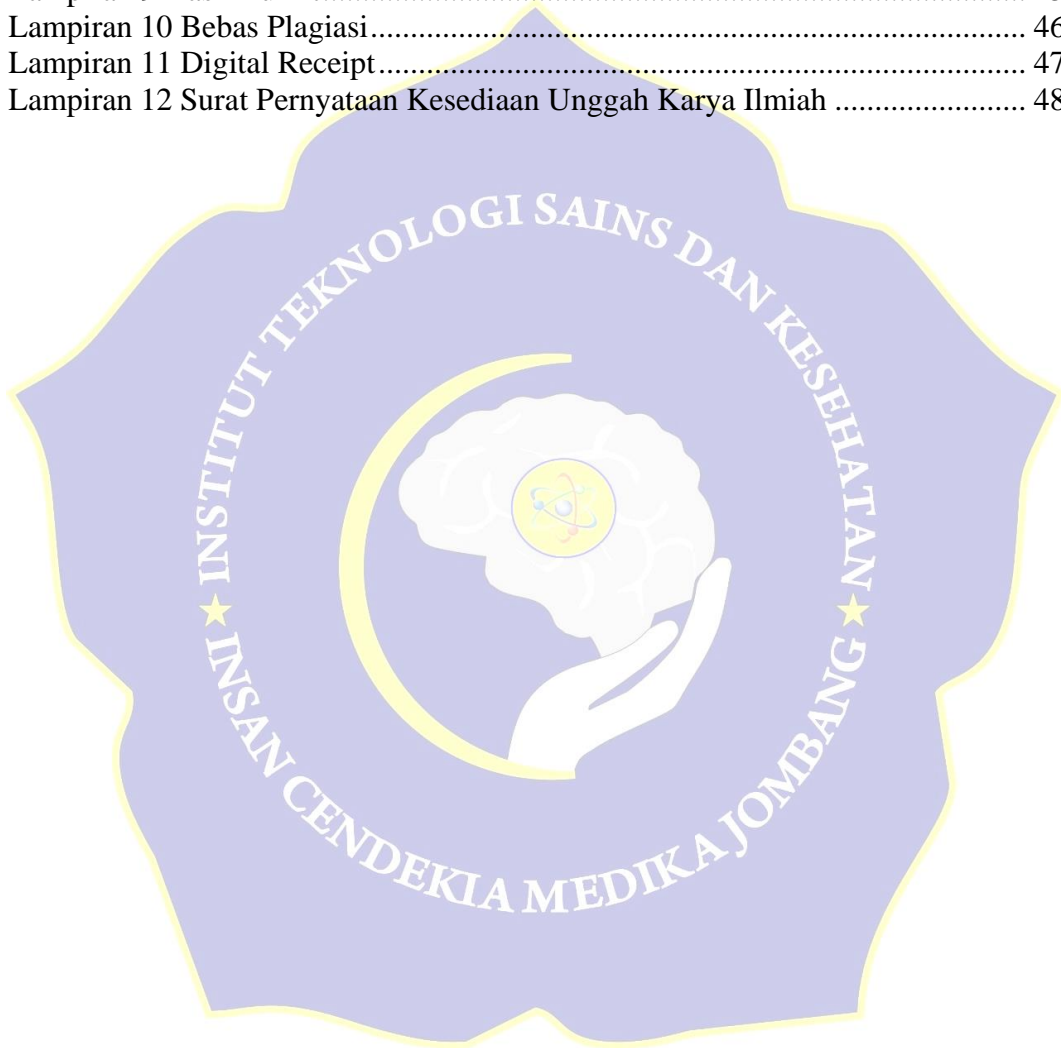 Lampiran 10 Bebas Plagiasi.................................................................................. 46
Lampiran 11 Digital Receipt................................................................................. 47
Lampiran 12 Surat Pernyataan Kesediaan Unggah Karya Ilmiah ........................ 48
INSTITUT TEKNOLOGI SAINS DAN KESEHATAN
INSAN CENDEKIA MEDIKA JOMBANG